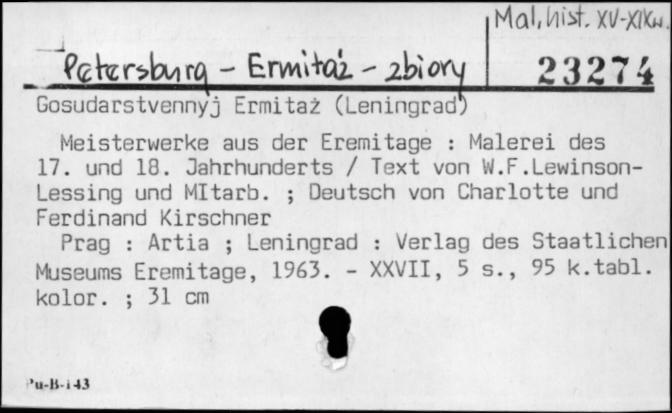 Mal, hist. XV-XIXw.
Petersburg - Ermitaż - zbiory
23274
Gosudarstvennyj Ermitaż (Leningrad)
Meisterwerke aus der Eremitage : Malerei des
17. und 18. Jahrhunderts / Text von W.F.Lewinson-
Lessing und MItarb. ; Deutsch von Charlotte und
Ferdinand Kirschner
Prag : Artia ; Leningrad : Verlag des Staatlichen
Museums Eremitage, 1963. - XXVII, 5 s., 95 k.tabl.
kolor. ; 31 cm
Pu-B-143